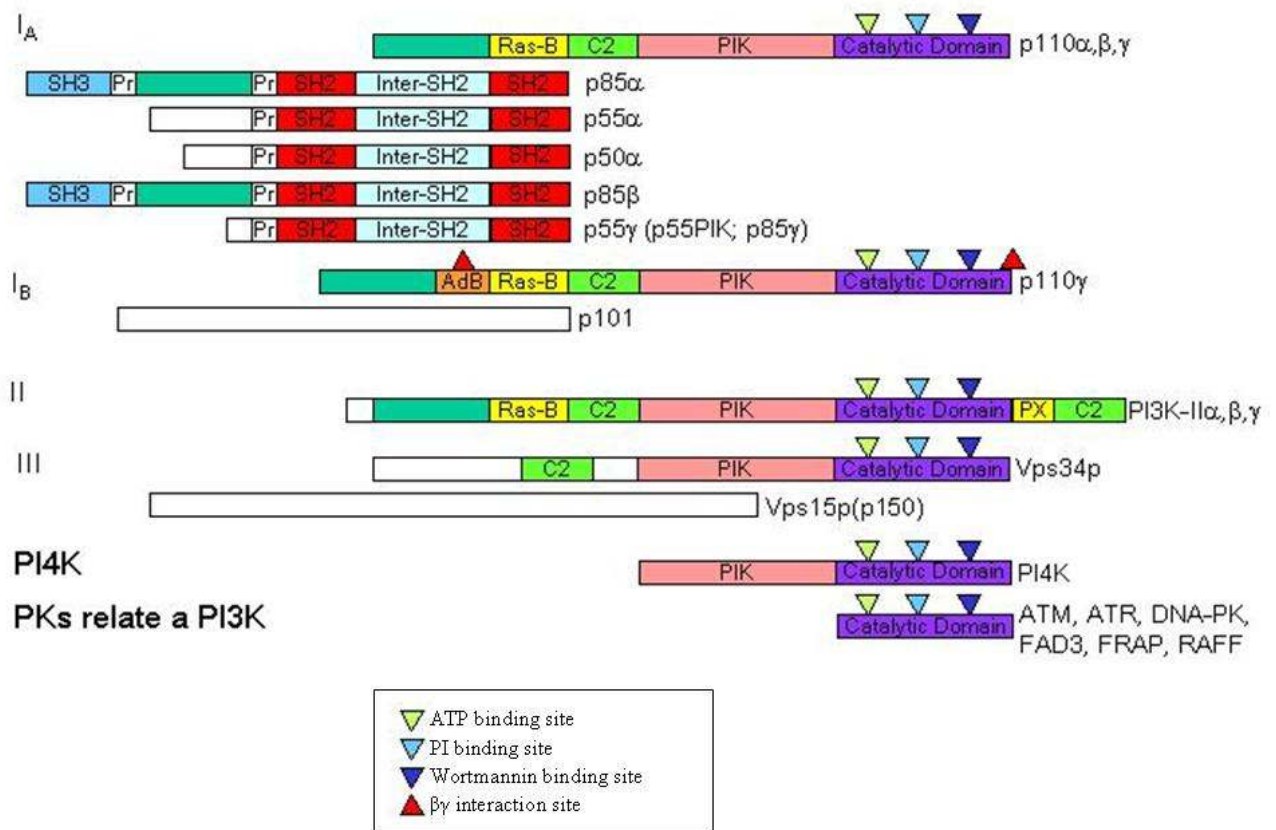 I_A
Ras-B C2 PIK Catalytic Domain p110α,β,γ
SH3 Pr Pr SH2 Inter-SH2 SH2 p85α
Pr SH2 Inter-SH2 SH2 p55α
Pr SH2 Inter-SH2 SH2 p50α
SH3 Pr Pr SH2 Inter-SH2 SH2 p85β
Pr SH2 Inter-SH2 SH2 p55γ (p55PIK; p85γ)
I_B
AdB Ras-B C2 PIK Catalytic Domain p110γ
p101
II
Ras-B C2 PIK Catalytic Domain PX C2 PI3K-IIα,β,γ
III
C2 PIK Catalytic Domain Vps34p
Vps15p(p150)
PI4K
PIK Catalytic Domain PI4K
PKs relate a PI3K
Catalytic Domain ATM, ATR, DNA-PK,
FAD3, FRAP, RAFF
ATP binding site
PI binding site
Wortmannin binding site
βγ interaction site